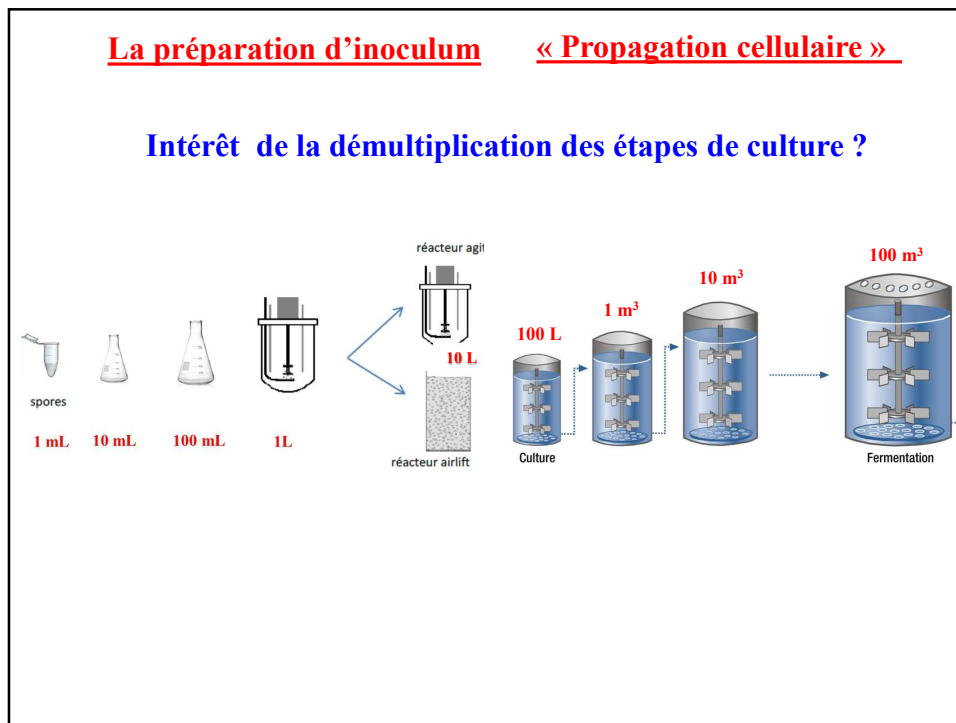 La préparation d’inoculum « Propagation cellulaire »
Intérêt de la démultiplication des étapes de culture ?
réacteur agit
100 m³
10 m³
1 m³
100 L
10 L
spores
1 mL 10 mL 100 mL 1L
réacteur airlift
Culture
Fermentation